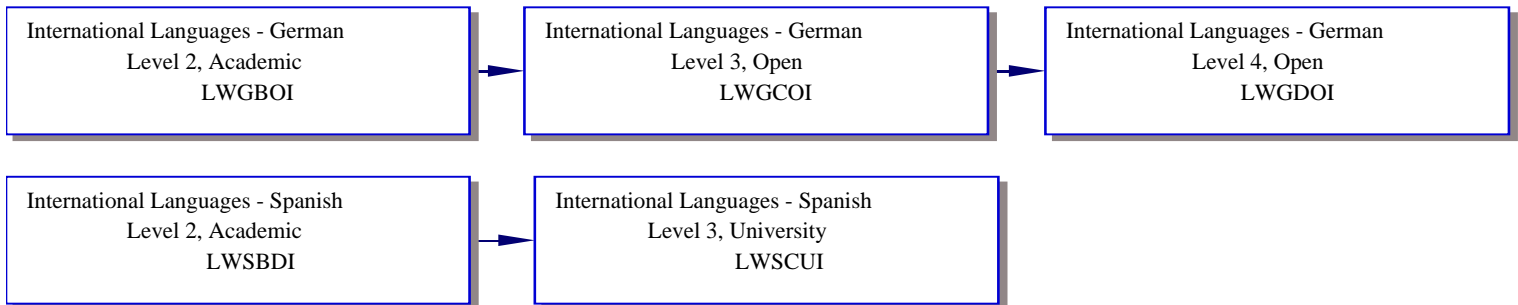 International Languages - German
Level 2, Academic
LWGBOI
International Languages - German
Level 3, Open
LWGCOI
International Languages - German
Level 4, Open
LWGDOI
International Languages - Spanish
Level 2, Academic
LWSBDI
International Languages - Spanish
Level 3, University
LWSCUI